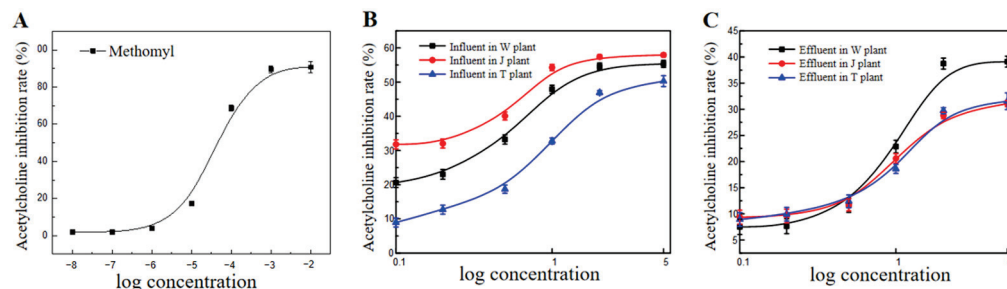 A
Acetylcholine inhibition rate (%)
00
80
60
40
20
0
Methomyl
-8
-7
-6
-5
-4
-3
-2
log concentration
B
Acetylcholine inhibition rate (%)
60
50
40
30
20
10
0
Influent in W plant
Influent in J plant
Influent in T plant
0.1
1
5
log concentration
C
Acetylcholine inhibition rate (%)
45
40
35
30
25
20
15
10
5
Effluent in W plant
Effluent in J plant
Effluent in T plant
0.1
1
log concentration